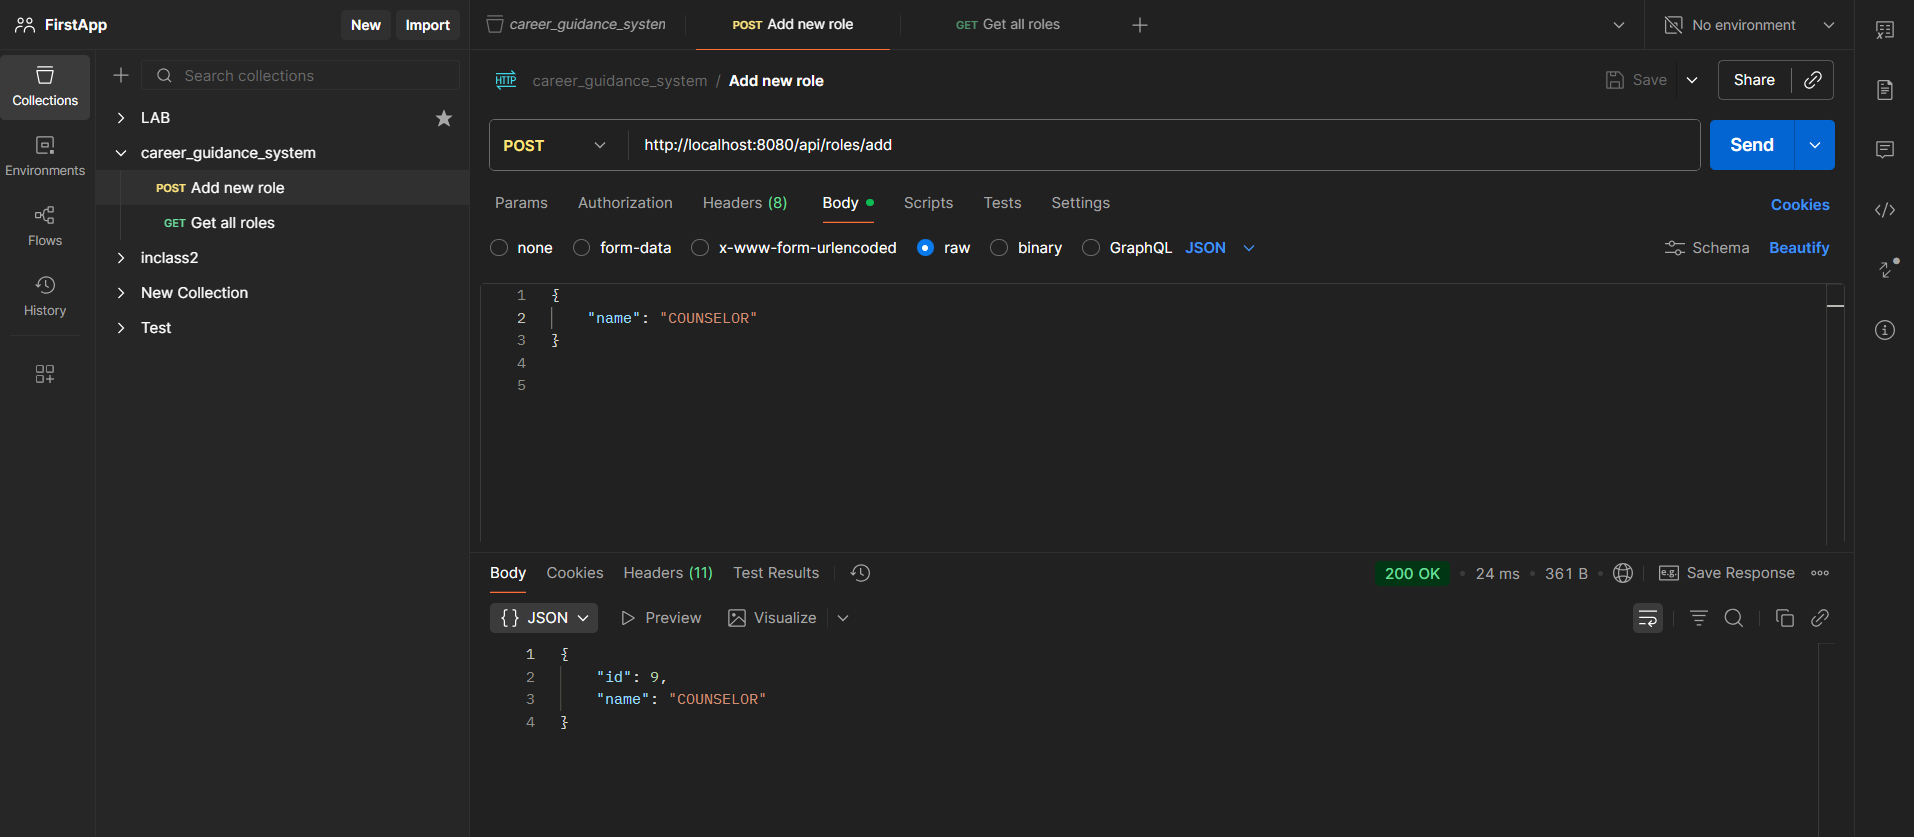 FirstApp
New
Import
career_guidance_system
POST Add new role
GET Get all roles
No environment
Collections
Environments
Flows
History
Search collections
LAB
career_guidance_system
POST Add new role
GET Get all roles
inclass2
New Collection
Test
HTTP career_guidance_system / Add new role
Save
Share
POST http://localhost:8080/api/roles/add
Send
Params Authorization Headers (8) Body Scripts Tests Settings
Cookies
none form-data x-www-form-urlencoded raw binary GraphQL JSON
Schema Beautify
1 {
2 "name": "COUNSELOR"
3 }
4
5
Body Cookies Headers (11) Test Results
200 OK • 24 ms • 361 B
e.g. Save Response
{} JSON Preview Visualize
1 {
2 "id": 9,
3 "name": "COUNSELOR"
4 }